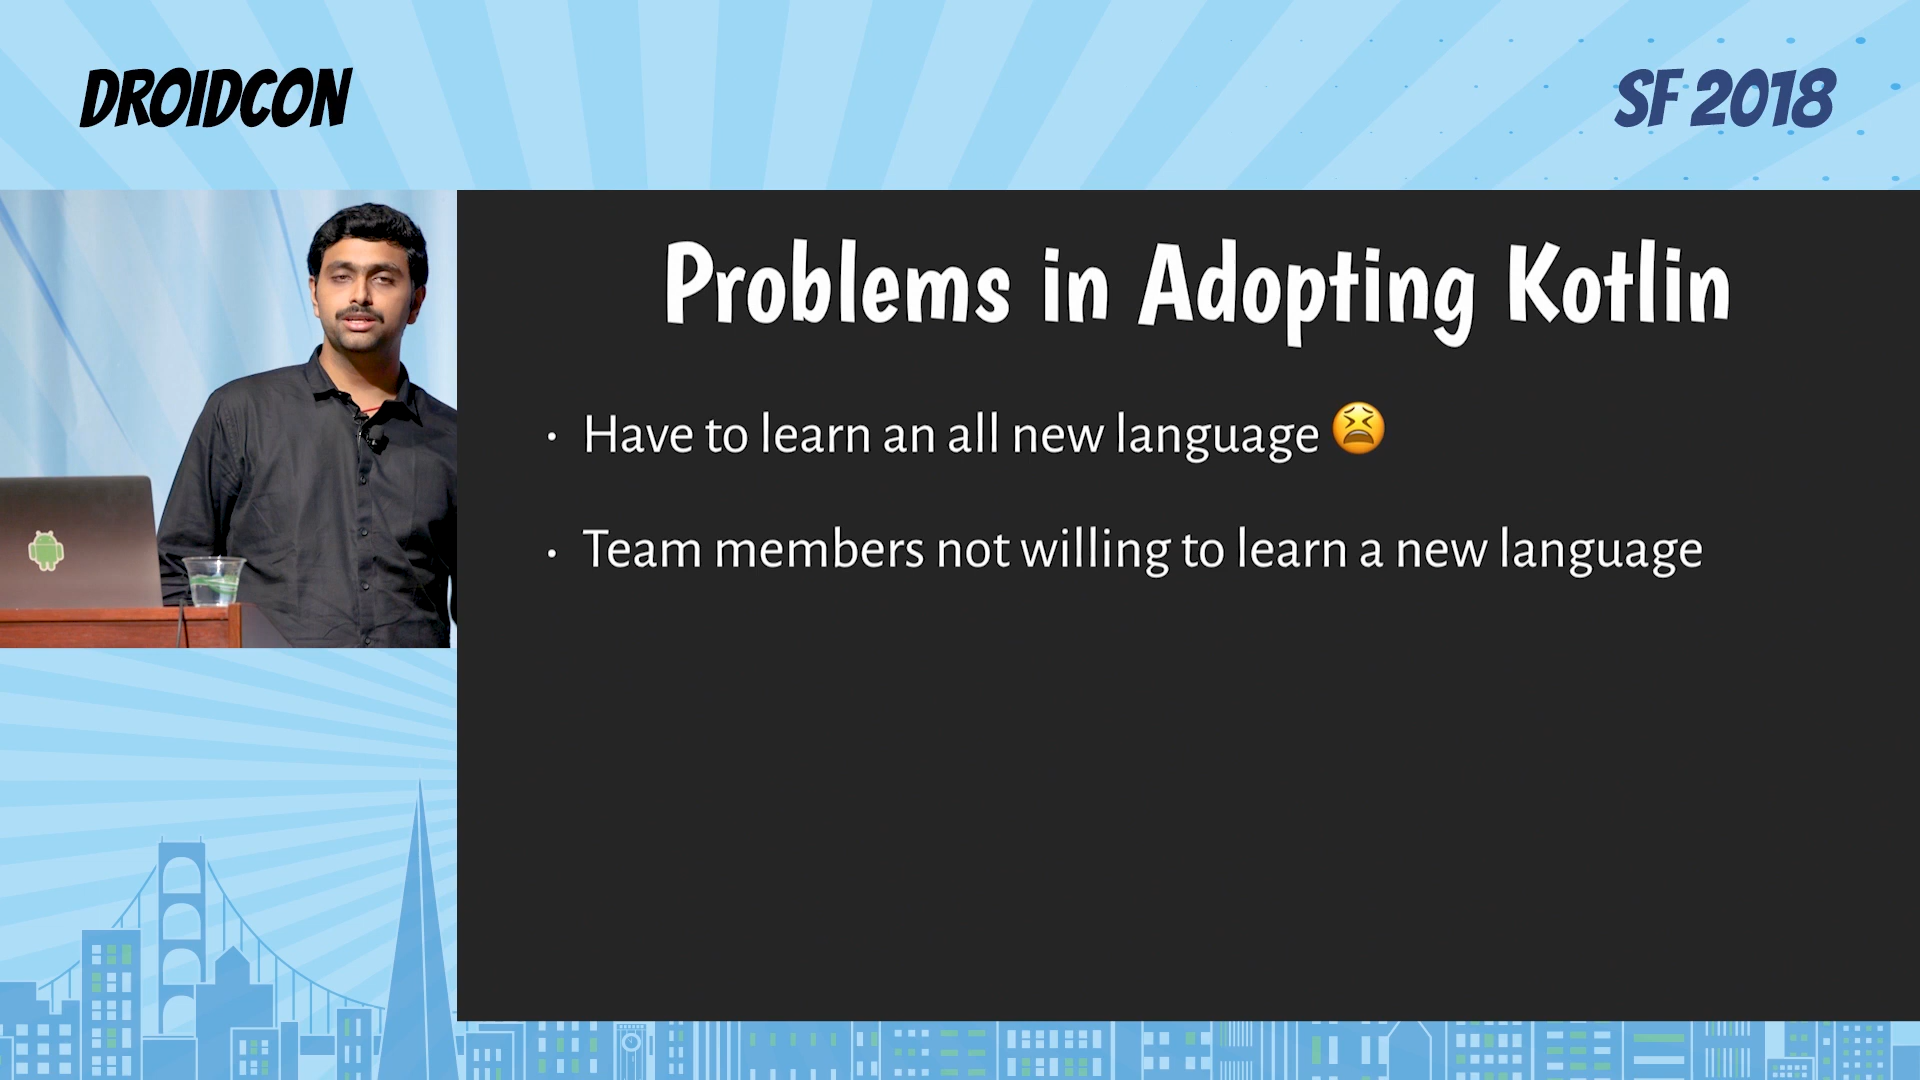 DROIDCON
SF 2018
Problems in Adopting Kotlin
• Have to learn an all new language 😫
• Team members not willing to learn a new language